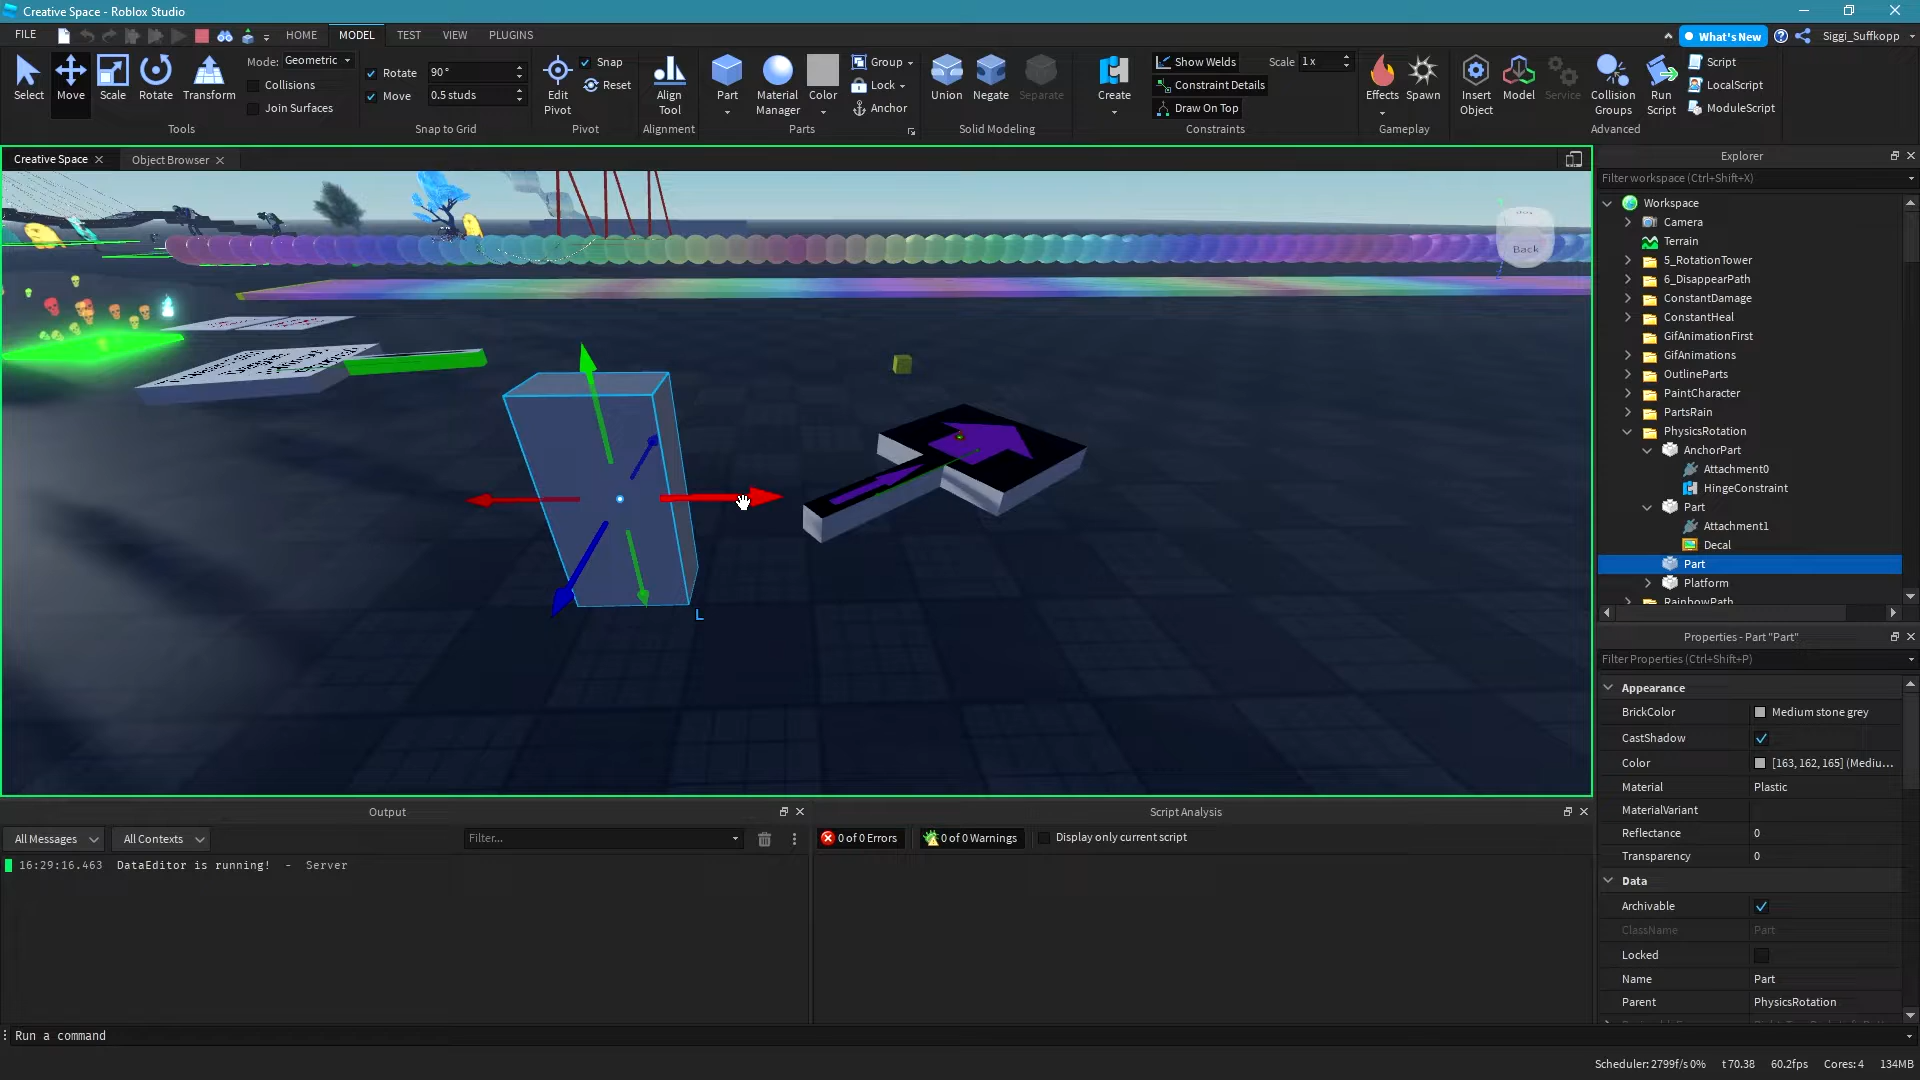 Creative Space - Roblox Studio
FILE
HOME
MODEL
TEST
VIEW
PLUGINS
What's New
Siggi_Suffkopp
Select
Move
Scale
Rotate
Transform
Mode: Geometric
Collisions
Join Surfaces
Tools
Rotate 90°
Move 0.5 studs
Snap to Grid
Edit Pivot
Snap
Reset
Pivot
Align Tool
Alignment
Part
Material Manager
Color
Group
Lock
Anchor
Parts
Union
Negate
Separate
Solid Modeling
Create
Show Welds
Constraint Details
Draw On Top
Scale 1 x
Constraints
Effects
Spawn
Gameplay
Insert Object
Model
Service
Collision Groups
Run Script
Script
LocalScript
ModuleScript
Advanced
Creative Space
Object Browser
Back
L
Explorer
Filter workspace (Ctrl+Shift+X)
Workspace
Camera
Terrain
5_RotationTower
6_DisappearPath
ConstantDamage
ConstantHeal
GifAnimationFirst
GifAnimations
OutlineParts
PaintCharacter
PartsRain
PhysicsRotation
AnchorPart
Attachment0
HingeConstraint
Part
Attachment1
Decal
Part
Platform
RainbowPath
Properties - Part "Part"
Filter Properties (Ctrl+Shift+P)
Appearance
BrickColor Medium stone grey
CastShadow
Color [163, 162, 165] (Mediu...
Material Plastic
MaterialVariant
Reflectance 0
Transparency 0
Data
Archivable
ClassName Part
Locked
Name Part
Parent PhysicsRotation
Output
All Messages
All Contexts
Filter...
16:29:16.463 DataEditor is running! - Server
Script Analysis
0 of 0 Errors
0 of 0 Warnings
Display only current script
Run a command
Scheduler: 2799f/s 0% t 70.38 60.2fps Cores: 4 134MB